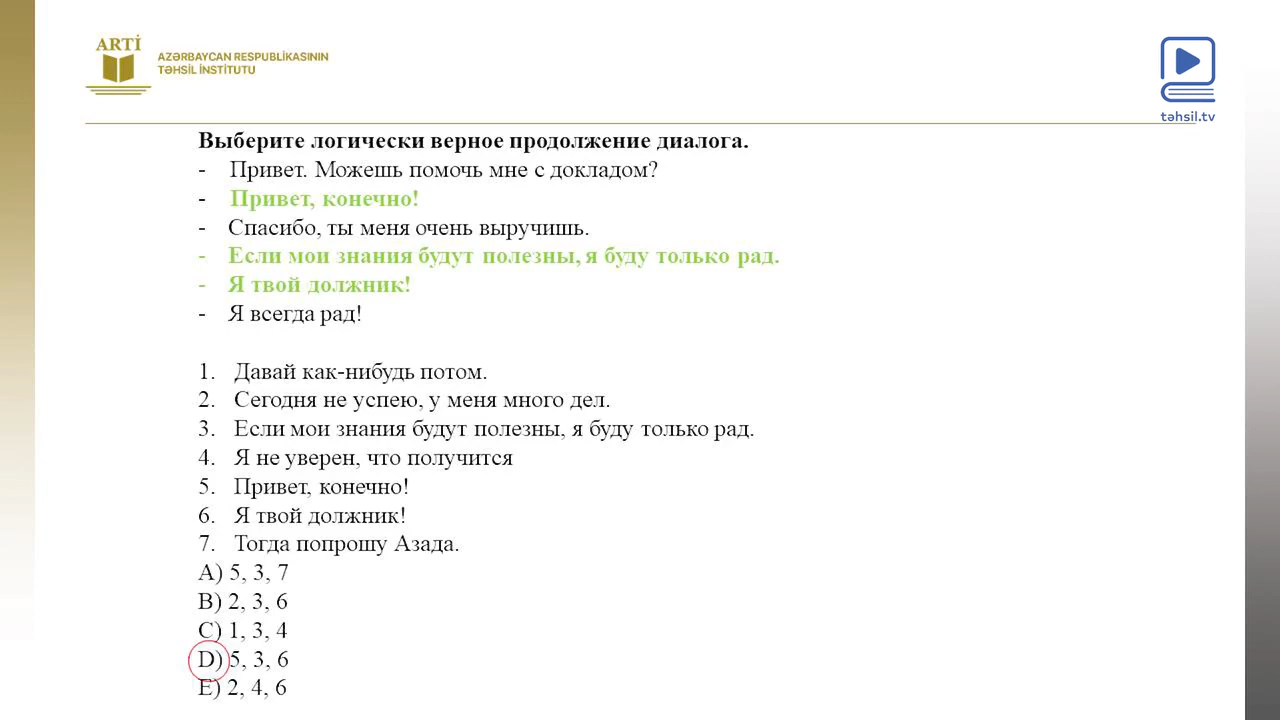 ARTİ
AZƏRBAYCAN RESPUBLİKASININ
TƏHSİL İNSTİTUTU
təhsil.tv
Выберите логически верное продолжение диалога.
- Привет. Можешь помочь мне с докладом?
- Привет, конечно!
- Спасибо, ты меня очень выручишь.
- Если мои знания будут полезны, я буду только рад.
- Я твой должник!
- Я всегда рад!
1. Давай как-нибудь потом.
2. Сегодня не успею, у меня много дел.
3. Если мои знания будут полезны, я буду только рад.
4. Я не уверен, что получится
5. Привет, конечно!
6. Я твой должник!
7. Тогда попрошу Азада.
A) 5, 3, 7
B) 2, 3, 6
C) 1, 3, 4
D) 5, 3, 6
E) 2, 4, 6